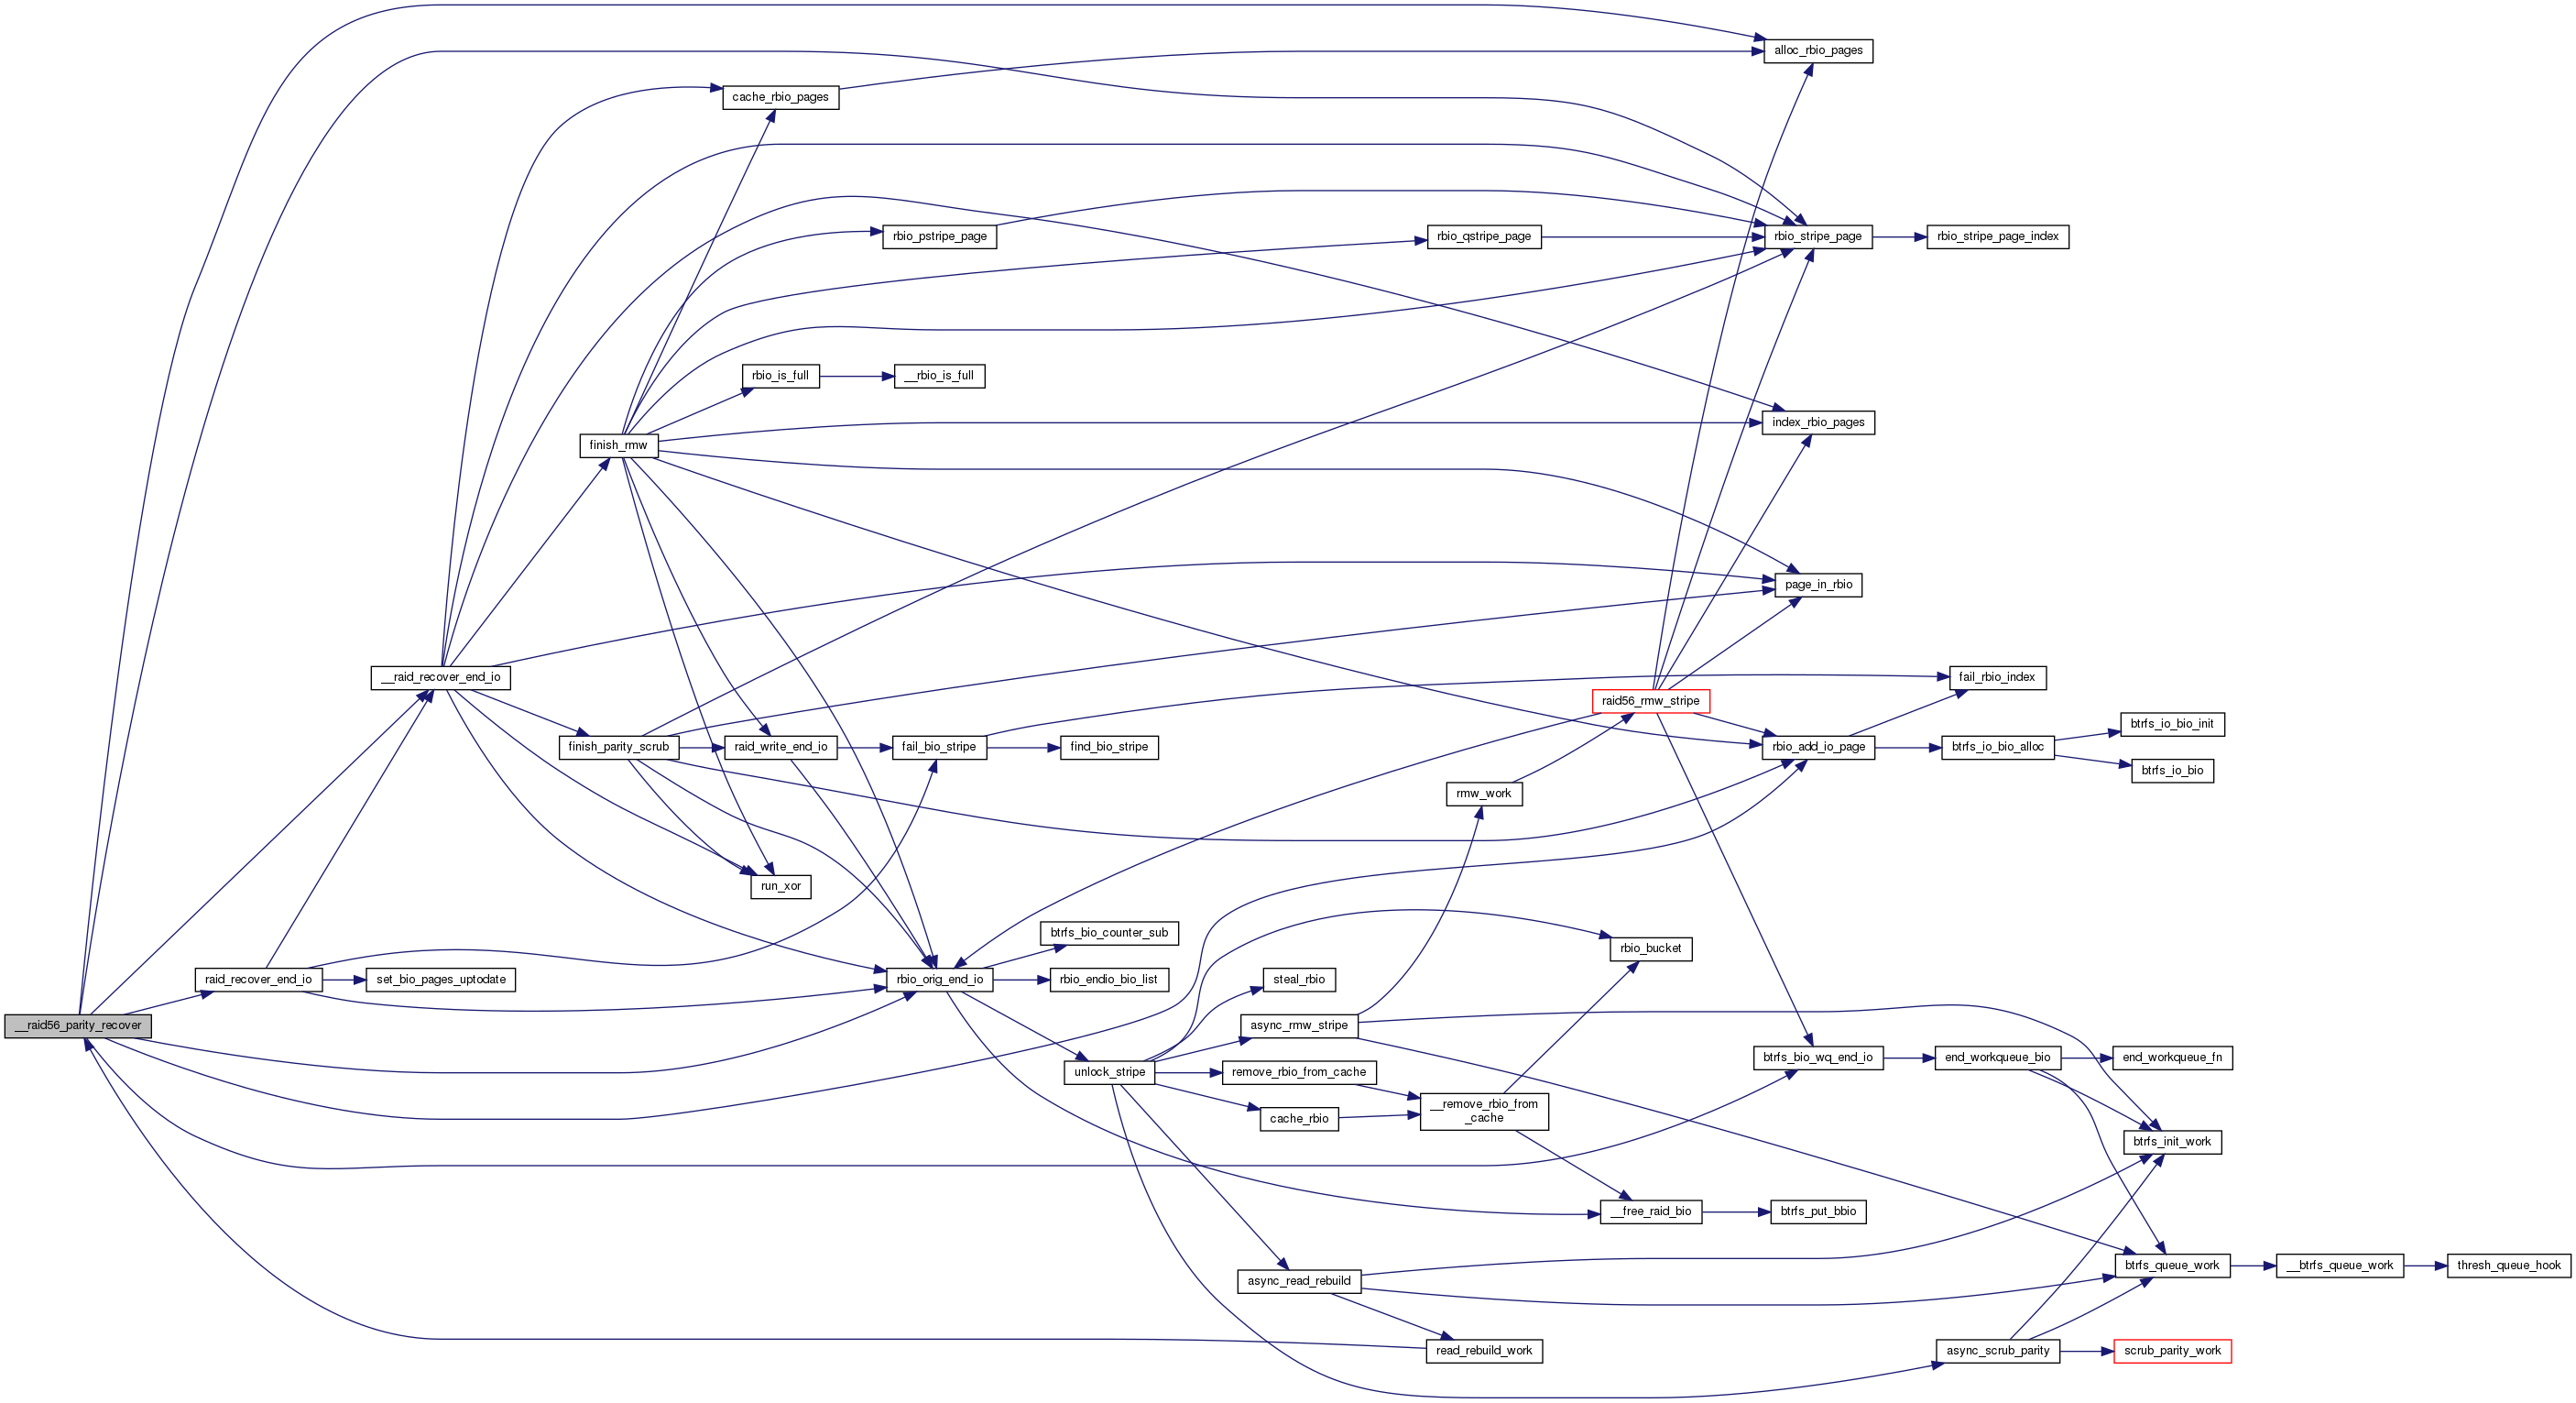 alloc_rbio_pages
cache_rbio_pages
rbio_pstripe_page
rbio_qstripe_page
rbio_stripe_page
rbio_stripe_page_index
rbio_is_full
__rbio_is_full
index_rbio_pages
finish_rmw
page_in_rbio
__raid_recover_end_io
fail_rbio_index
raid56_rmw_stripe
btrfs_io_bio_init
finish_parity_scrub
raid_write_end_io
fail_bio_stripe
find_bio_stripe
rbio_add_io_page
btrfs_io_bio_alloc
btrfs_io_bio
rmw_work
run_xor
btrfs_bio_counter_sub
rbio_bucket
raid_recover_end_io
set_bio_pages_uptodate
rbio_orig_end_io
rbio_endio_bio_list
steal_rbio
__raid56_parity_recover
async_rmw_stripe
btrfs_bio_wq_end_io
end_workqueue_bio
end_workqueue_fn
unlock_stripe
remove_rbio_from_cache
__remove_rbio_from
_cache
cache_rbio
btrfs_init_work
__free_raid_bio
btrfs_put_bbio
async_read_rebuild
btrfs_queue_work
__btrfs_queue_work
thresh_queue_hook
read_rebuild_work
async_scrub_parity
scrub_parity_work